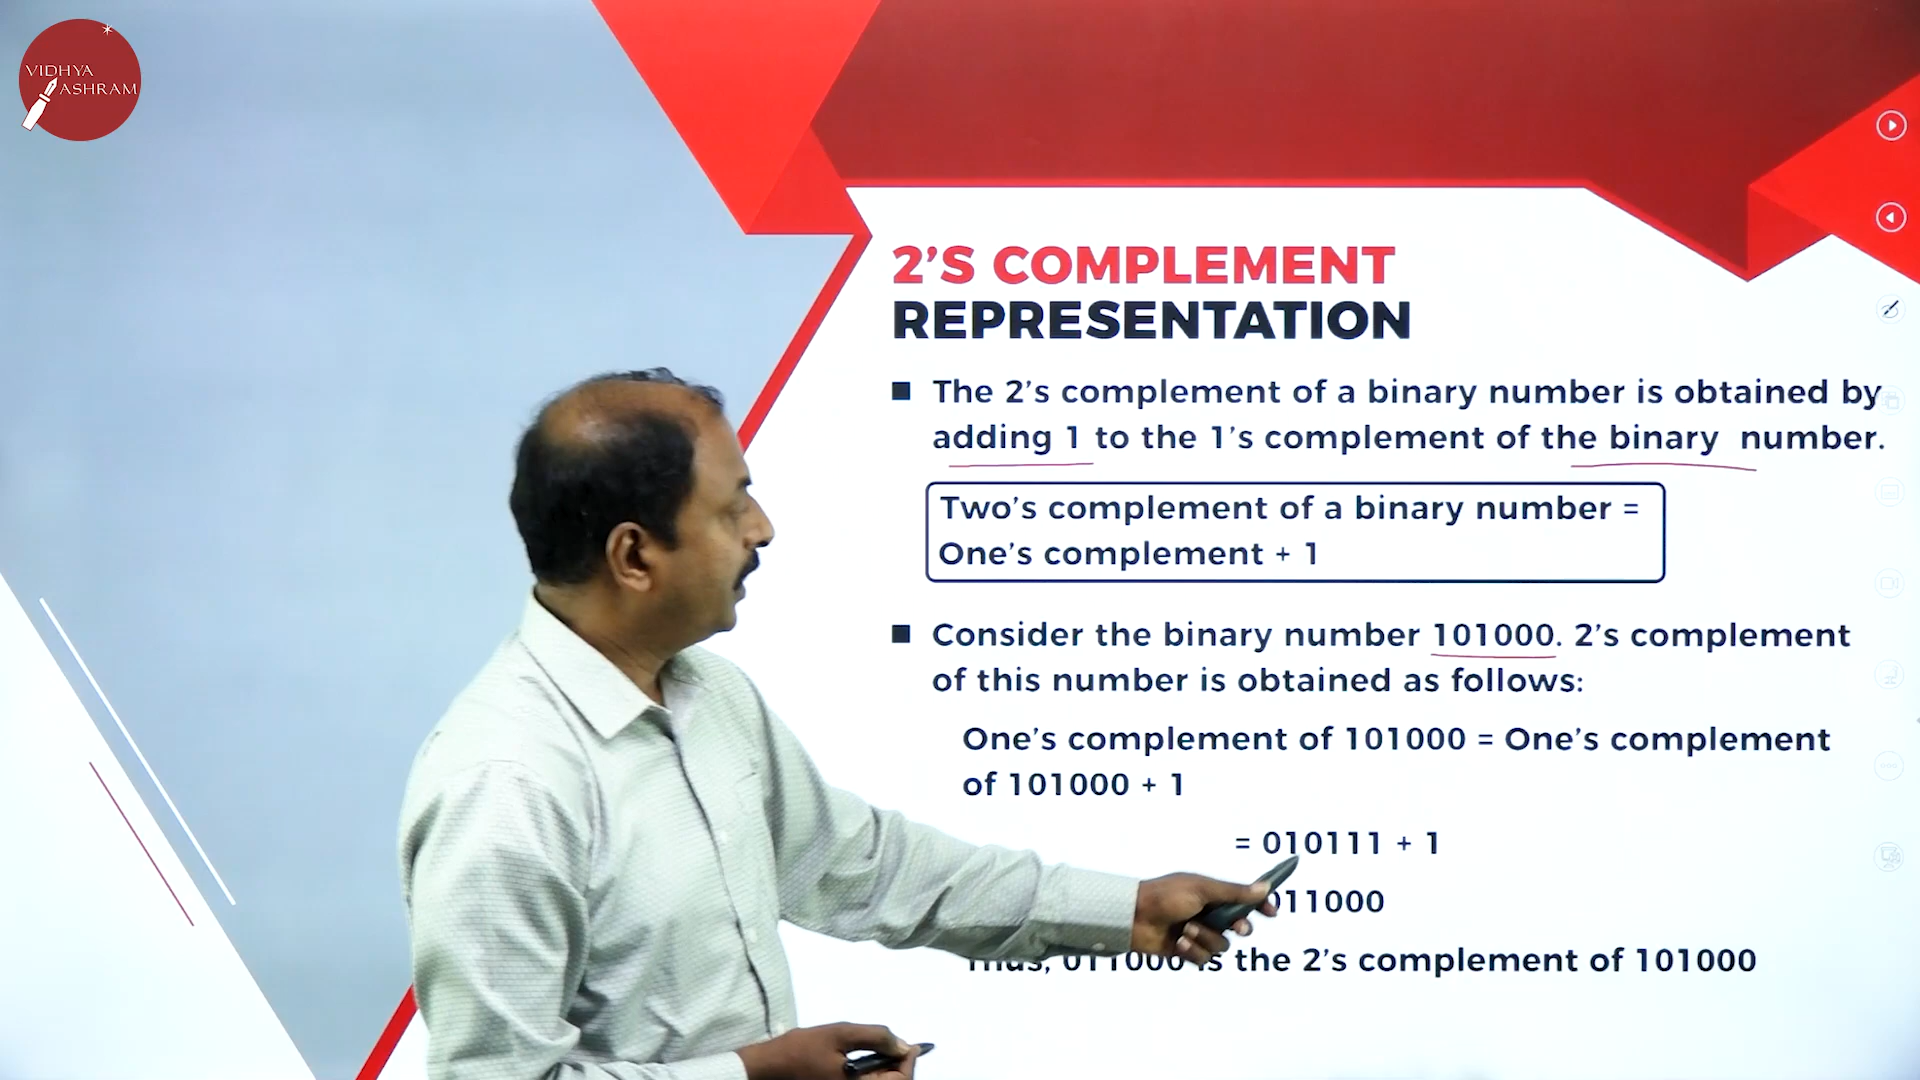 VIDHYA
ASHRAM
2'S COMPLEMENT
REPRESENTATION
The 2's complement of a binary number is obtained by
adding 1 to the 1's complement of the binary number.
Two's complement of a binary number =
One's complement + 1
Consider the binary number 101000. 2's complement
of this number is obtained as follows:
One's complement of 101000 = One's complement
of 101000 + 1
= 010111 + 1
011000
Thus, 011000 is the 2's complement of 101000